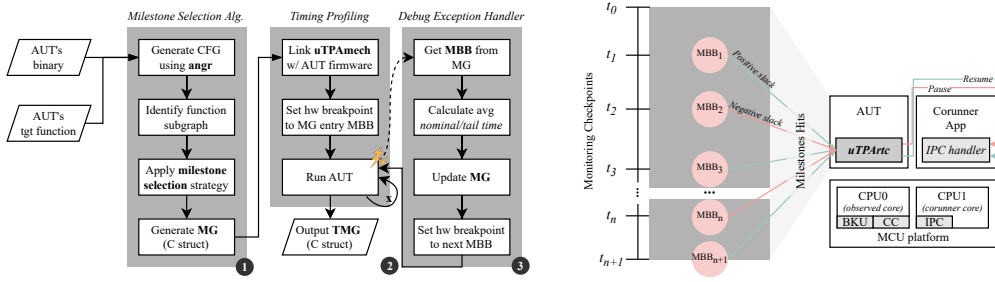 Milestone Selection Alg.
Timing Profiling
Debug Exception Handler
AUT's
binary
AUT's
tgt function
Generate CFG
using angr
Identify function
subgraph
Apply milestone
selection strategy
Generate MG
(C struct)
1
Link uTPAmech
w/ AUT firmware
Set hw breakpoint
to MG entry MBB
Run AUT
x
Output TMG
(C struct)
2
Get MBB from
MG
Calculate avg
nominal/tail time
Update MG
Set hw breakpoint
to next MBB
3
Monitoring Checkpoints
t0
t1
t2
t3
tn
tn+1
MBB1
MBB2
MBB3
...
MBBn
MBBn+1
Positive slack
Negative slack
Milestones Hits
Resume
Pause
AUT
uTPArtc
Corunner
App
IPC handler
CPU0
(observed core)
BKU
CC
CPU1
(corunner core)
IPC
MCU platform